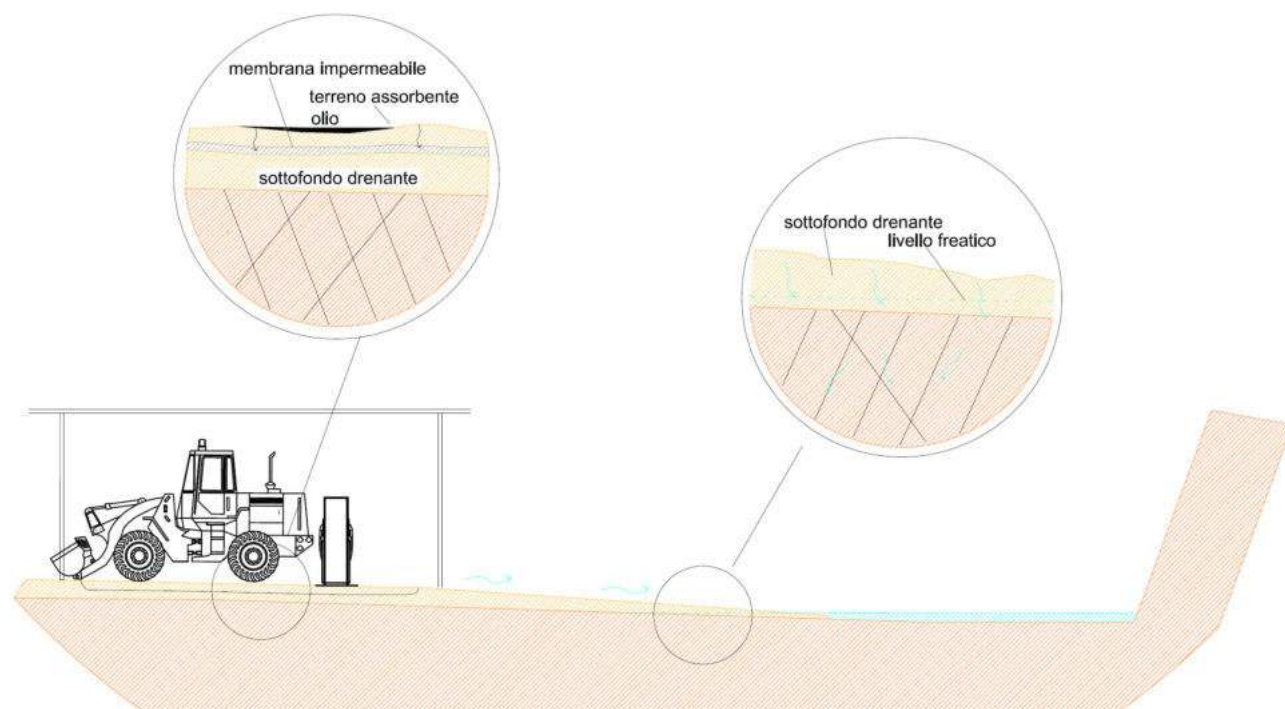 membrana impermeabile
terreno assorbente
olio
sottofondo drenante
sottofondo drenante
livello freatico